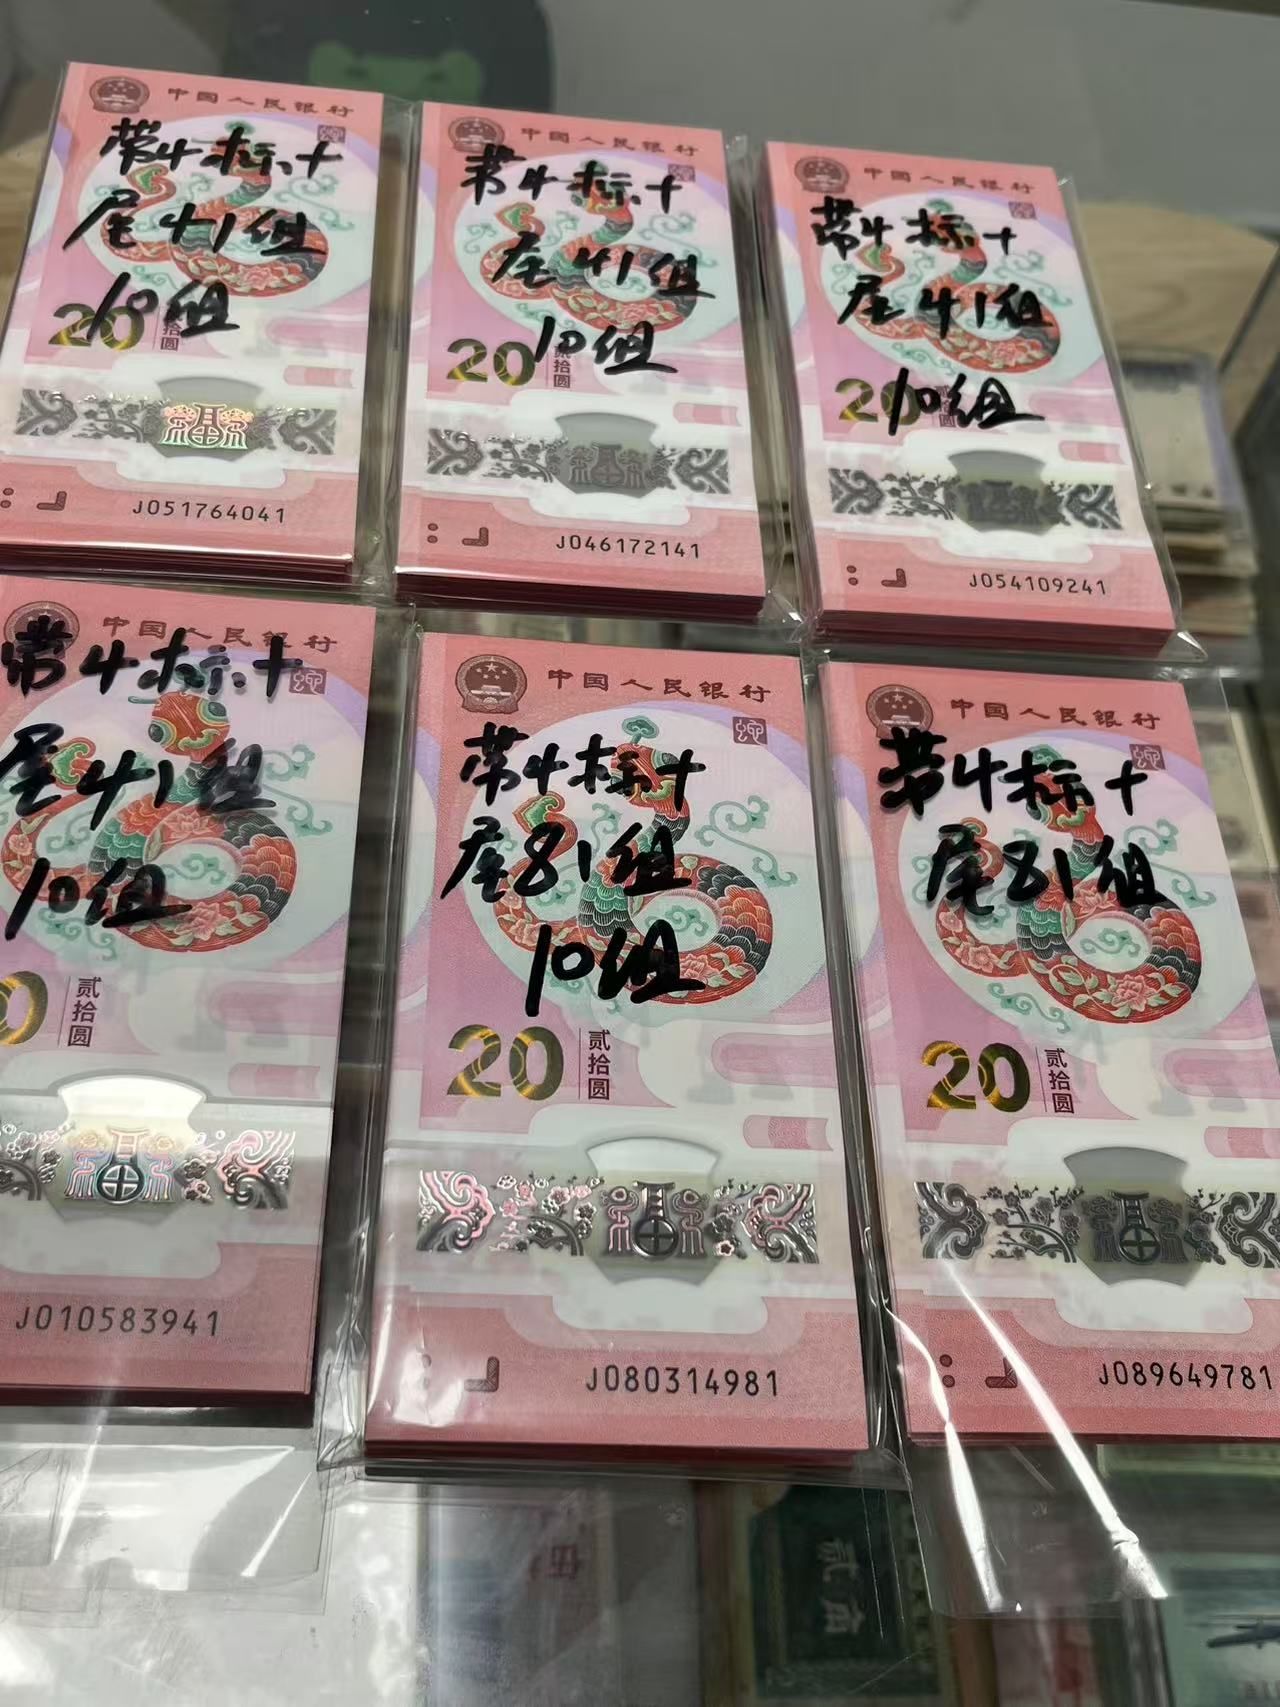 中国人民银行
带4标十
尾41组
10组
20
贰拾圆
J051764041
中国人民银行
带4标十
尾41组
10组
20
贰拾圆
J046172141
中国人民银行
带4标十
尾41组
10组
20
J054109241
中国人民银行
带4标十
尾41组
10组
0
贰拾圆
J010583941
中国人民银行
带4标十
尾81组
10组
20
贰拾圆
J080314981
中国人民银行
带4标十
尾81组
20
贰拾圆
J089649781
贰角